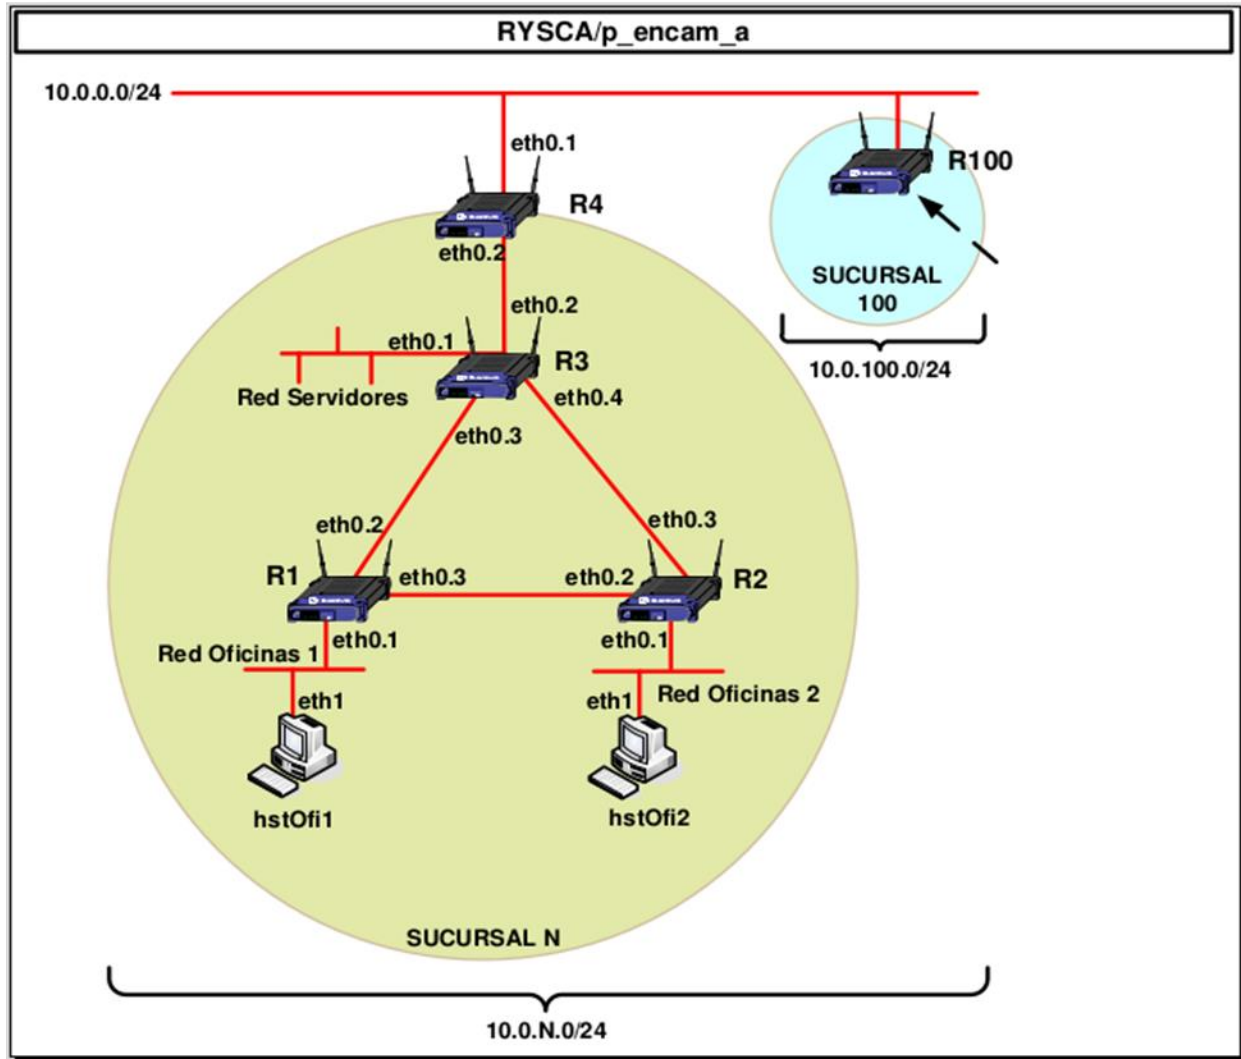 RYSCA/p_encam_a
10.0.0.0/24
eth0.1
R100
R4
eth0.2
SUCURSAL
100
eth0.2
eth0.1
R3
10.0.100.0/24
Red Servidores
eth0.4
eth0.3
eth0.2
eth0.3
R1
eth0.3
eth0.2
R2
eth0.1
eth0.1
Red Oficinas 1
Red Oficinas 2
eth1
eth1
hstOfi1
hstOfi2
SUCURSAL N
10.0.N.0/24